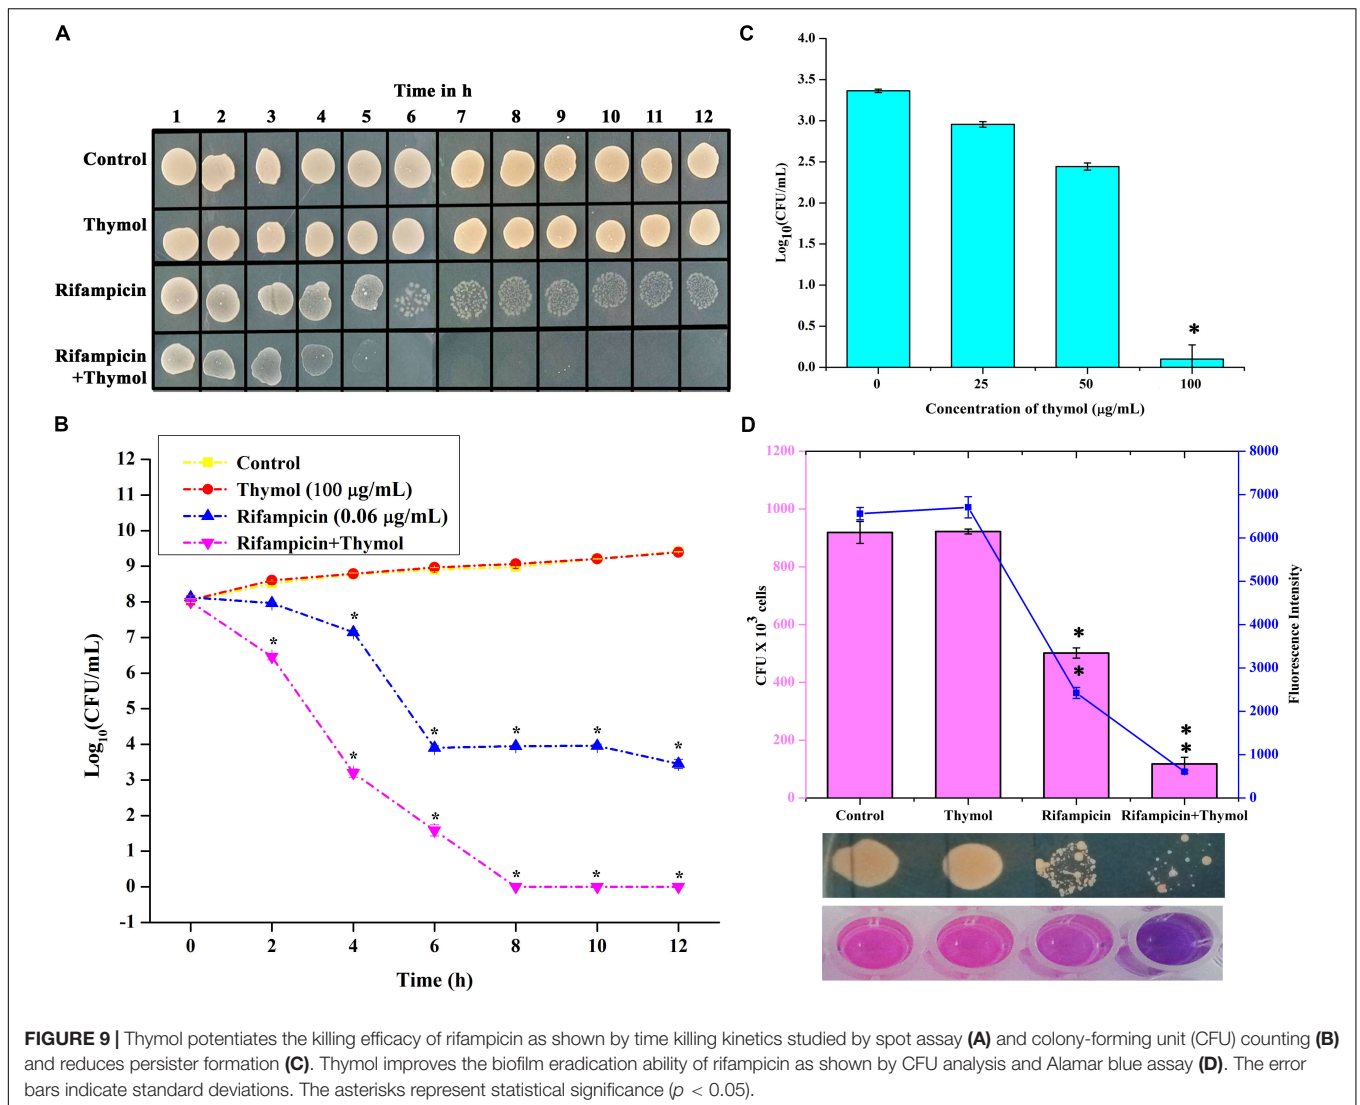 A
Time in h
1 2 3 4 5 6 7 8 9 10 11 12
Control
Thymol
Rifampicin
Rifampicin
+Thymol
B
Control
Thymol (100 µg/mL)
Rifampicin (0.06 µg/mL)
Rifampicin+Thymol
Log10(CFU/mL)
12
11
10
9
8
7
6
5
4
3
2
1
0
-1
* * * * *
* * * * * *
0 2 4 6 8 10 12
Time (h)
C
Log10(CFU/mL)
4.0
3.5
3.0
2.5
2.0
1.5
1.0
0.5
0.0
*
0 25 50 100
Concentration of thymol (µg/mL)
D
CFU X 10^3 cells
1200
1000
800
600
400
200
0
* *
* *
Fluorescence Intensity
8000
7000
6000
5000
4000
3000
2000
1000
0
Control Thymol Rifampicin Rifampicin+Thymol
FIGURE 9 | Thymol potentiates the killing efficacy of rifampicin as shown by time killing kinetics studied by spot assay (A) and colony-forming unit (CFU) counting (B)
and reduces persister formation (C). Thymol improves the biofilm eradication ability of rifampicin as shown by CFU analysis and Alamar blue assay (D). The error
bars indicate standard deviations. The asterisks represent statistical significance (p < 0.05).